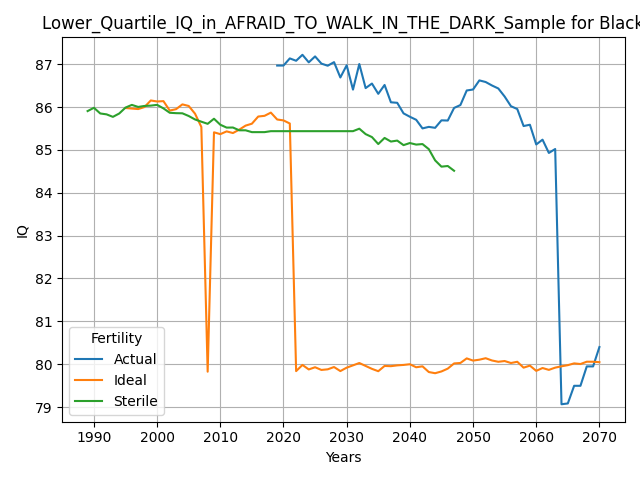 Lower_Quartile_IQ_in_AFRAID_TO_WALK_IN_THE_DARK_Sample for Black
87
86
85
84
83
82
81
80
79
IQ
Fertility
Actual
Ideal
Sterile
1990 2000 2010 2020 2030 2040 2050 2060 2070
Years